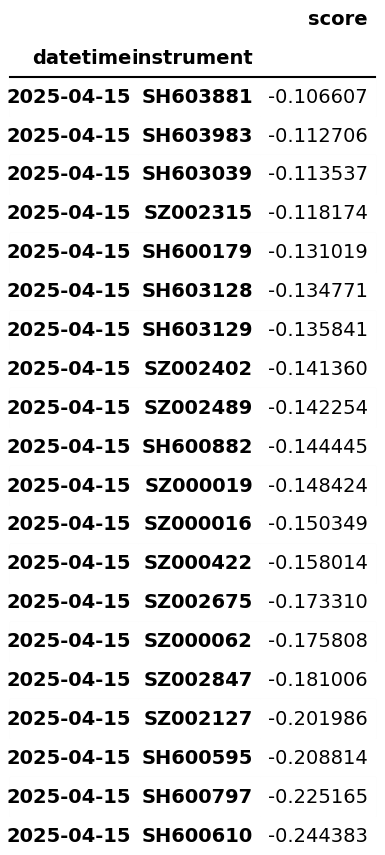 score
datetime instrument
2025-04-15 SH603881 -0.106607
2025-04-15 SH603983 -0.112706
2025-04-15 SH603039 -0.113537
2025-04-15 SZ002315 -0.118174
2025-04-15 SH600179 -0.131019
2025-04-15 SH603128 -0.134771
2025-04-15 SH603129 -0.135841
2025-04-15 SZ002402 -0.141360
2025-04-15 SZ002489 -0.142254
2025-04-15 SH600882 -0.144445
2025-04-15 SZ000019 -0.148424
2025-04-15 SZ000016 -0.150349
2025-04-15 SZ000422 -0.158014
2025-04-15 SZ002675 -0.173310
2025-04-15 SZ000062 -0.175808
2025-04-15 SZ002847 -0.181006
2025-04-15 SZ002127 -0.201986
2025-04-15 SH600595 -0.208814
2025-04-15 SH600797 -0.225165
2025-04-15 SH600610 -0.244383